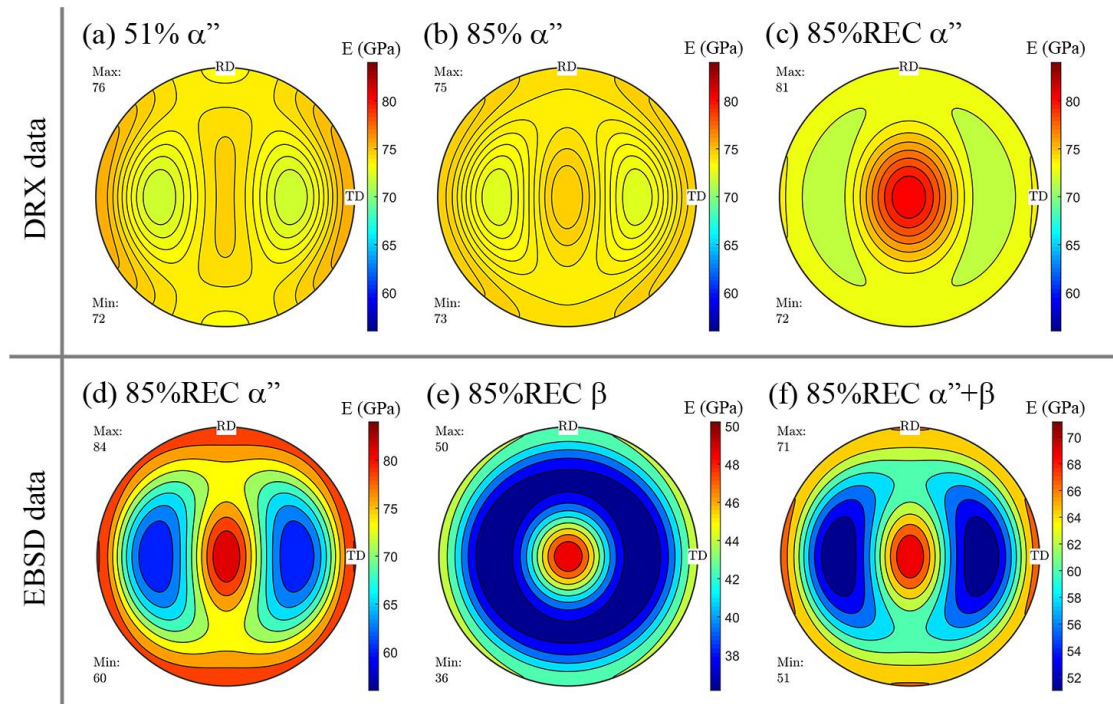 DRX data
(a) 51% α”
E (GPa)
Max:
76
RD
TD
Min:
72
80
75
70
65
60
(b) 85% α”
E (GPa)
Max:
75
RD
TD
Min:
73
80
75
70
65
60
(c) 85%REC α”
E (GPa)
Max:
81
RD
TD
Min:
72
80
75
70
65
60
EBSD data
(d) 85%REC α”
E (GPa)
Max:
84
RD
TD
Min:
60
80
75
70
65
60
(e) 85%REC β
E (GPa)
Max:
50
RD
TD
Min:
36
50
48
46
44
42
40
38
(f) 85%REC α”+β
E (GPa)
Max:
71
RD
TD
Min:
51
70
68
66
64
62
60
58
56
54
52